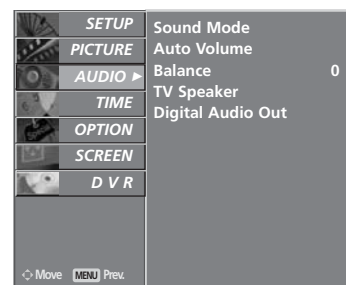 SETUP
PICTURE
AUDIO ►
TIME
OPTION
SCREEN
D V R
Sound Mode
Auto Volume
Balance 0
TV Speaker
Digital Audio Out
Move MENU Prev.